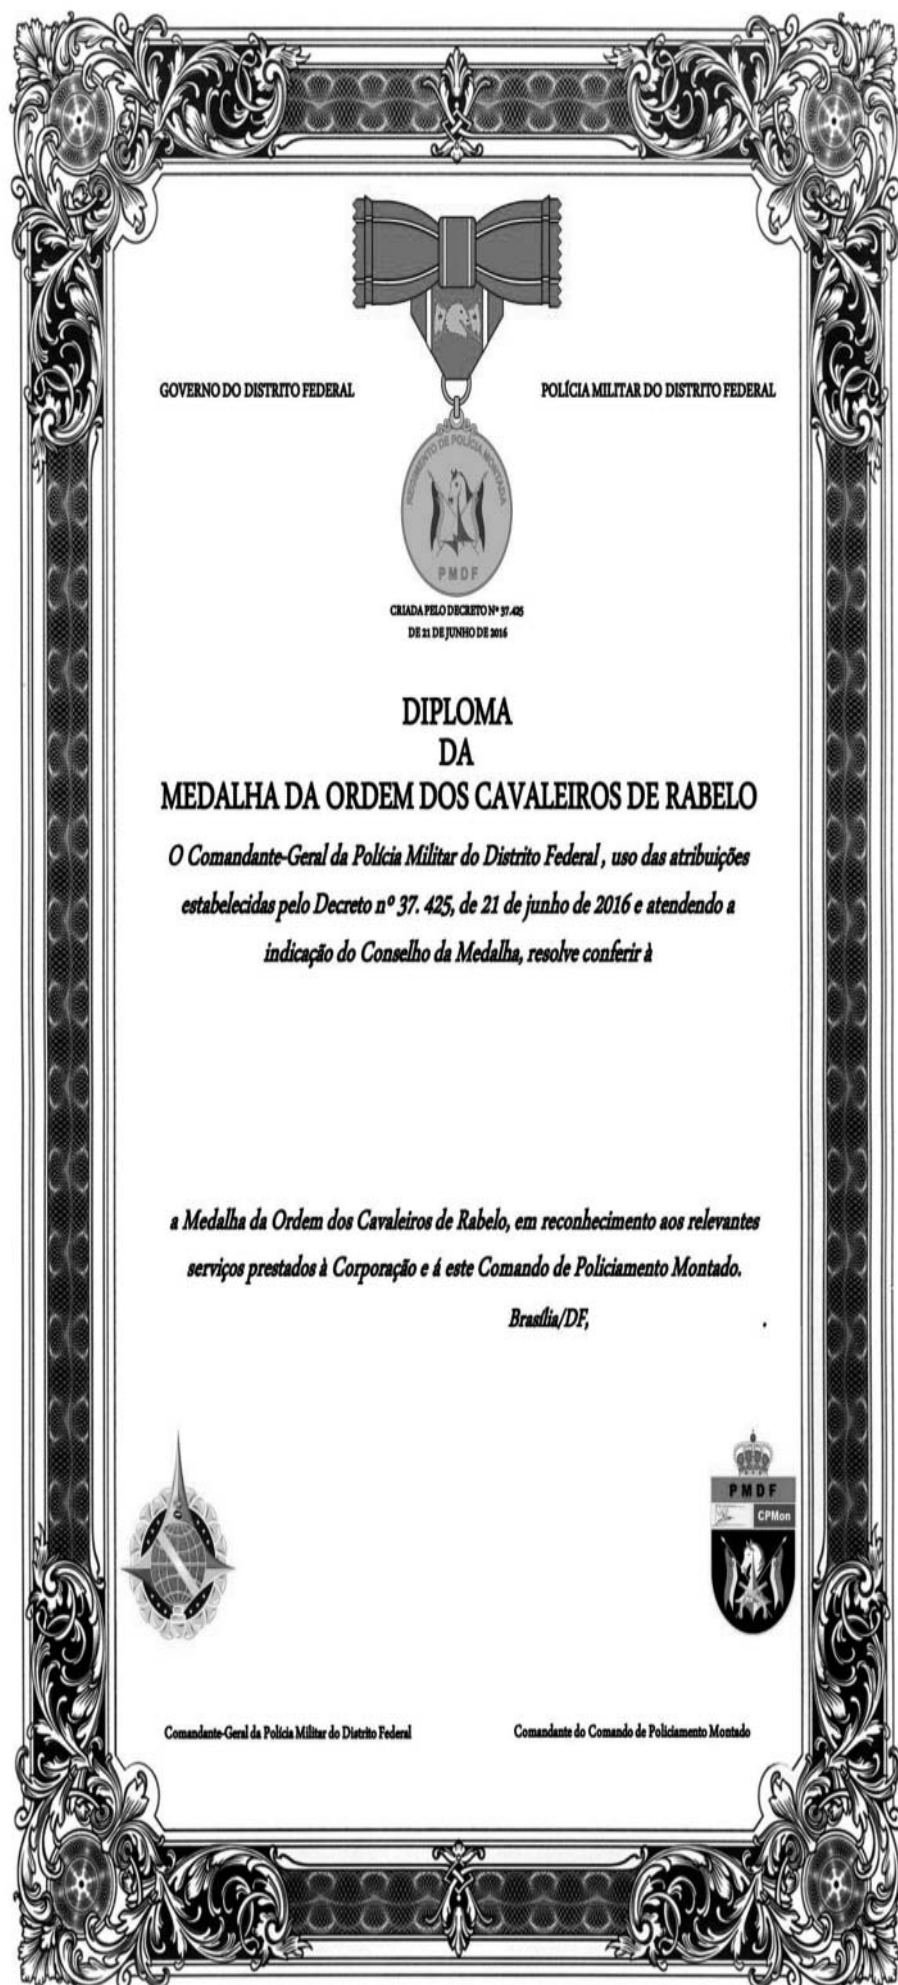 GOVERNO DO DISTRITO FEDERAL
POLÍCIA MILITAR DO DISTRITO FEDERAL
REGIMENTO DE POLÍCIA MONTADA
PMDF
CRIADA PELO DECRETO Nº 37.425
DE 21 DE JUNHO DE 2016
DIPLOMA
DA
MEDALHA DA ORDEM DOS CAVALEIROS DE RABELO
O Comandante-Geral da Polícia Militar do Distrito Federal , uso das atribuições
estabelecidas pelo Decreto nº 37. 425, de 21 de junho de 2016 e atendendo a
indicação do Conselho da Medalha, resolve conferir à
a Medalha da Ordem dos Cavaleiros de Rabelo, em reconhecimento aos relevantes
serviços prestados à Corporação e á este Comando de Policiamento Montado.
Brasília/DF, .
PMDF
CPMon
Comandante-Geral da Polícia Militar do Distrito Federal
Comandante do Comando de Policiamento Montado